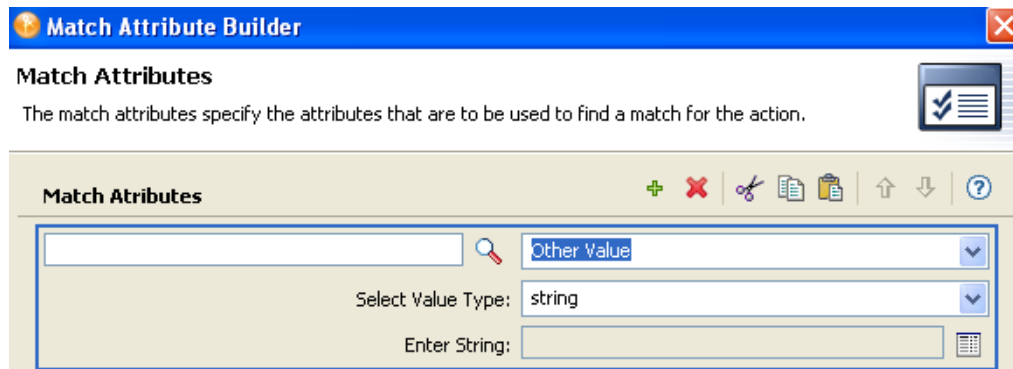 Match Attribute Builder
Match Attributes
The match attributes specify the attributes that are to be used to find a match for the action.
Match Atributes
Other Value
Select Value Type: string
Enter String: